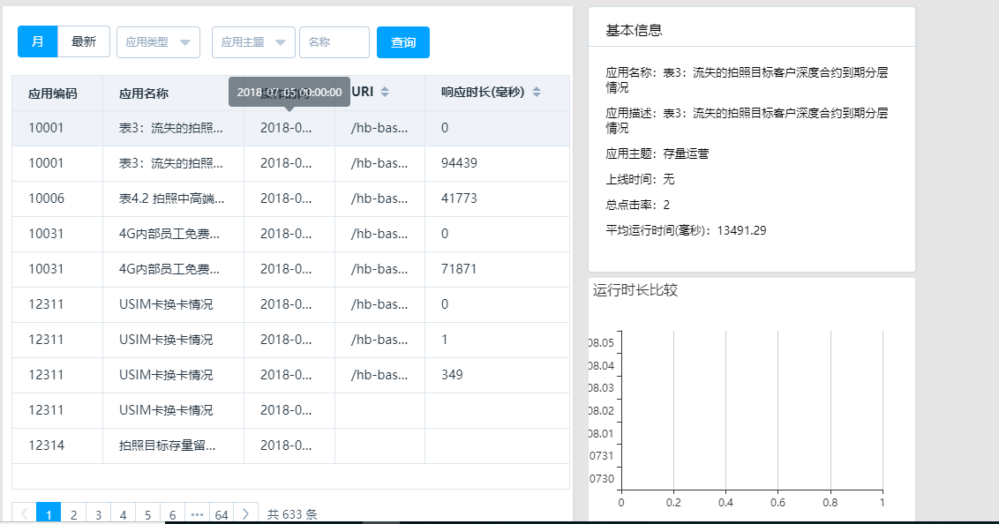 月 最新 应用类型 应用主题 名称 查询
应用编码 应用名称 2018-07-05 00:00:00 URI 响应时长(毫秒)
10001 表3：流失的拍照... 2018-0... /hb-bas... 0
10001 表3：流失的拍照... 2018-0... /hb-bas... 94439
10006 表4.2 拍照中高端... 2018-0... /hb-bas... 41773
10031 4G内部员工免费... 2018-0... /hb-bas... 0
10031 4G内部员工免费... 2018-0... /hb-bas... 71871
12311 USIM卡换卡情况 2018-0... /hb-bas... 0
12311 USIM卡换卡情况 2018-0... /hb-bas... 1
12311 USIM卡换卡情况 2018-0... /hb-bas... 349
12311 USIM卡换卡情况 2018-0...
12314 拍照目标存量留... 2018-0...
1 2 3 4 5 6 ••• 64 共 633 条
基本信息
应用名称：表3：流失的拍照目标客户深度合约到期分层
情况
应用描述：表3：流失的拍照目标客户深度合约到期分层
情况
应用主题：存量运营
上线时间：无
总点击率：2
平均运行时间(毫秒)：13491.29
运行时长比较
08.05
08.04
08.03
08.02
08.01
0731
0730
0 0.2 0.4 0.6 0.8 1